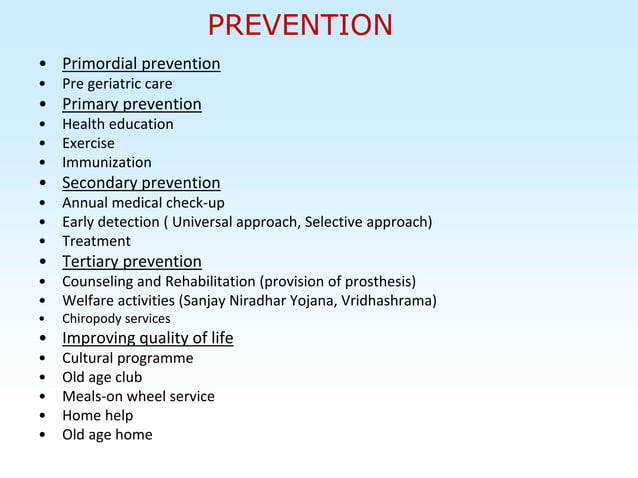 PREVENTION
• Primordial prevention
• Pre geriatric care
• Primary prevention
• Health education
• Exercise
• Immunization
• Secondary prevention
• Annual medical check-up
• Early detection ( Universal approach, Selective approach)
• Treatment
• Tertiary prevention
• Counseling and Rehabilitation (provision of prosthesis)
• Welfare activities (Sanjay Niradhar Yojana, Vridhashrama)
• Chiropody services
• Improving quality of life
• Cultural programme
• Old age club
• Meals-on wheel service
• Home help
• Old age home